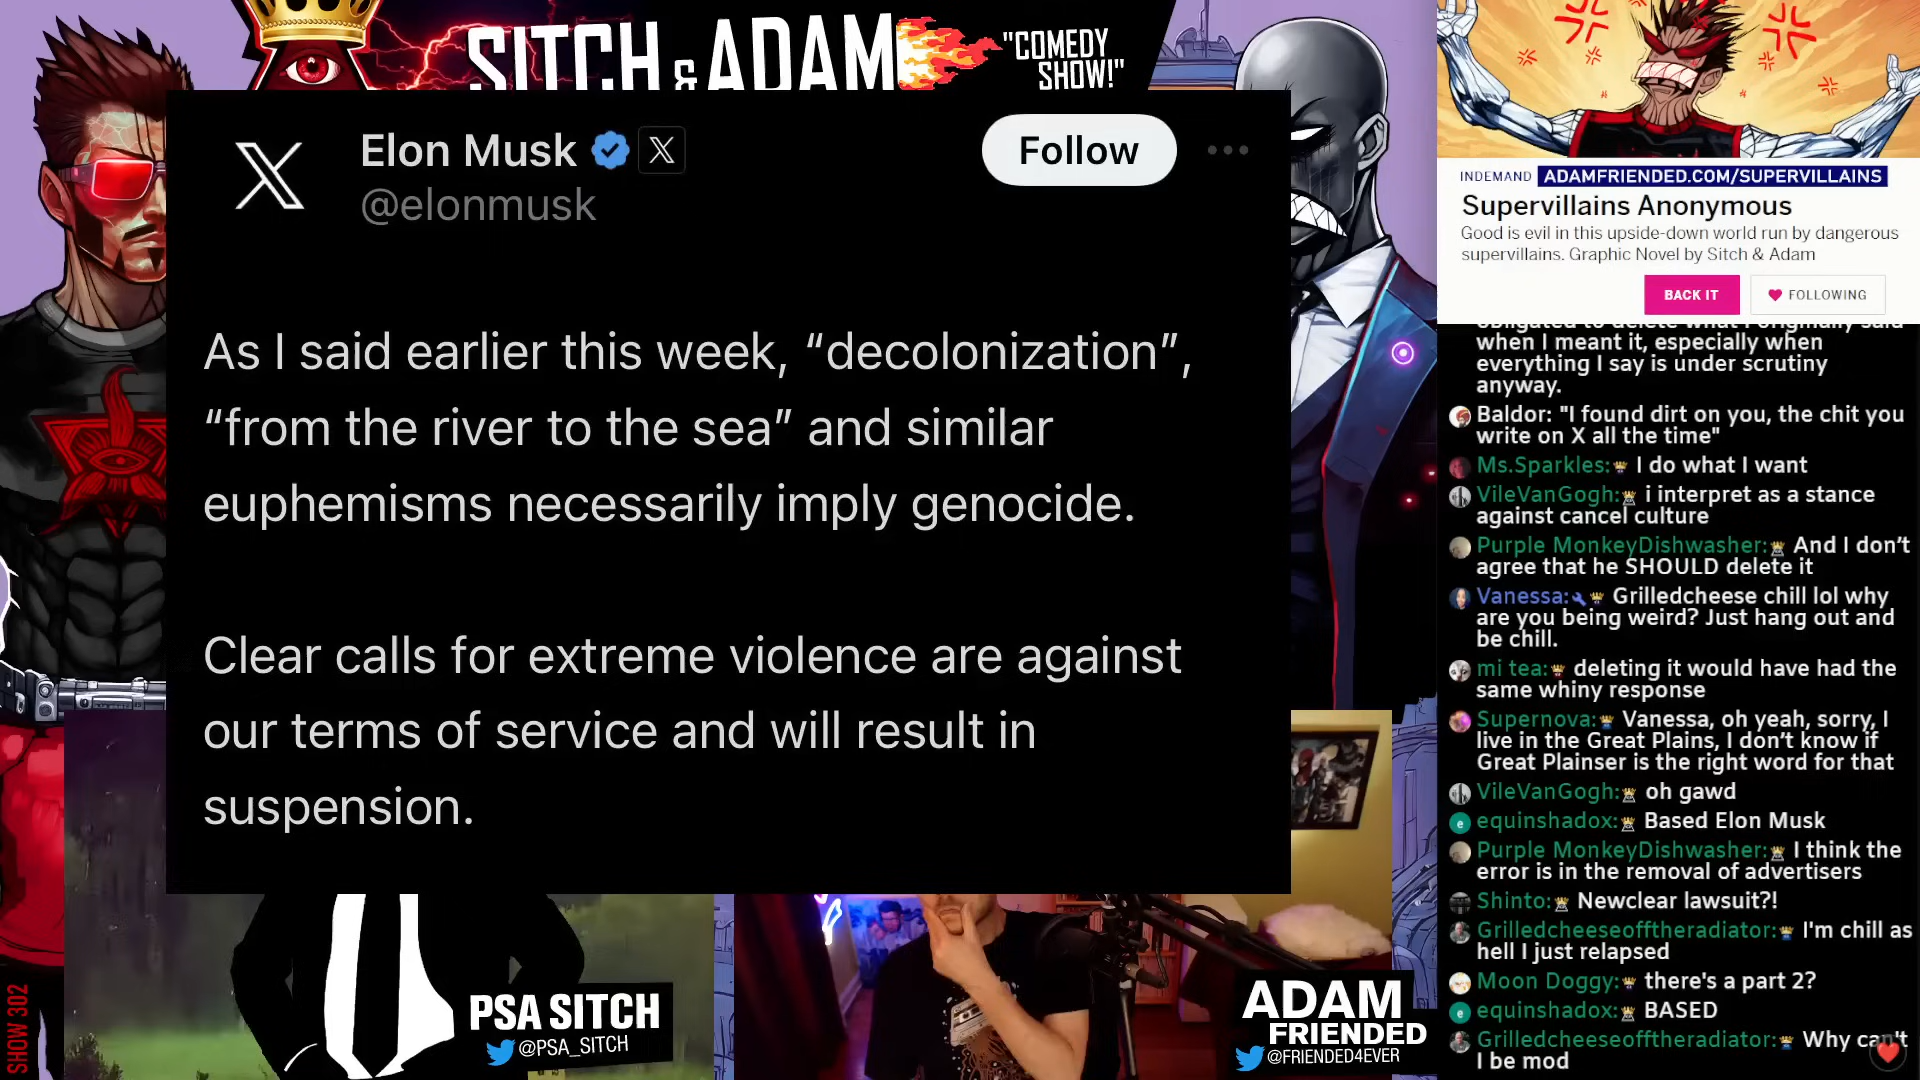 SITCH & ADAM
"COMEDY
SHOW!"
Elon Musk
@elonmusk
Follow
As I said earlier this week, “decolonization”,
“from the river to the sea” and similar
euphemisms necessarily imply genocide.
Clear calls for extreme violence are against
our terms of service and will result in
suspension.
SHOW 302
PSA SITCH
@PSA_SITCH
ADAM
FRIENDED
@FRIENDED4EVER
INDEMAND ADAMFRIENDED.COM/SUPERVILLAINS
Supervillains Anonymous
Good is evil in this upside-down world run by dangerous
supervillains. Graphic Novel by Sitch & Adam
BACK IT
FOLLOWING
obligated to delete what I originally said
when I meant it, especially when
everything I say is under scrutiny
anyway.
Baldor: "I found dirt on you, the chit you
write on X all the time"
Ms.Sparkles: I do what I want
VileVanGogh: i interpret as a stance
against cancel culture
Purple MonkeyDishwasher: And I don’t
agree that he SHOULD delete it
Vanessa: Grilledcheese chill lol why
are you being weird? Just hang out and
be chill.
mi tea: deleting it would have had the
same whiny response
Supernova: Vanessa, oh yeah, sorry, I
live in the Great Plains, I don’t know if
Great Plainser is the right word for that
VileVanGogh: oh gawd
equinshadox: Based Elon Musk
Purple MonkeyDishwasher: I think the
error is in the removal of advertisers
Shinto: Newclear lawsuit?!
Grilledcheeseofftheradiator: I'm chill as
hell I just relapsed
Moon Doggy: there's a part 2?
equinshadox: BASED
Grilledcheeseofftheradiator: Why can't
I be mod